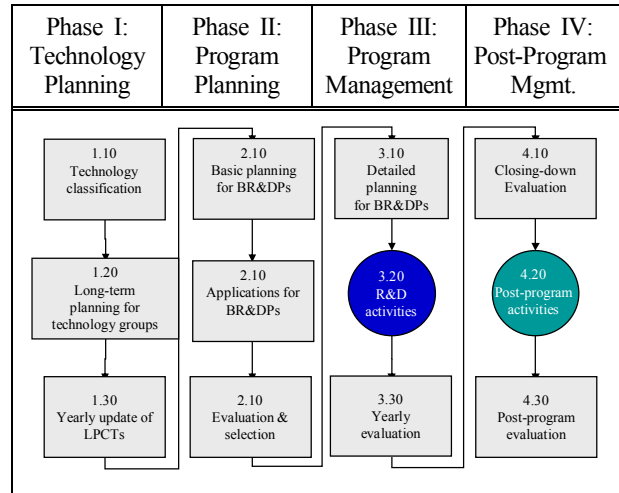 Phase I:
Technology
Planning
Phase II:
Program
Planning
Phase III:
Program
Management
Phase IV:
Post-Program
Mgmt.
1.10
Technology
classification
1.20
Long-term
planning for
technology groups
1.30
Yearly update of
LPCTs
2.10
Basic planning
for BR&DPs
2.10
Applications for
BR&DPs
2.10
Evaluation &
selection
3.10
Detailed
planning
for BR&DPs
3.20
R&D
activities
3.30
Yearly
evaluation
4.10
Closing-down
Evaluation
4.20
Post-program
activities
4.30
Post-program
evaluation